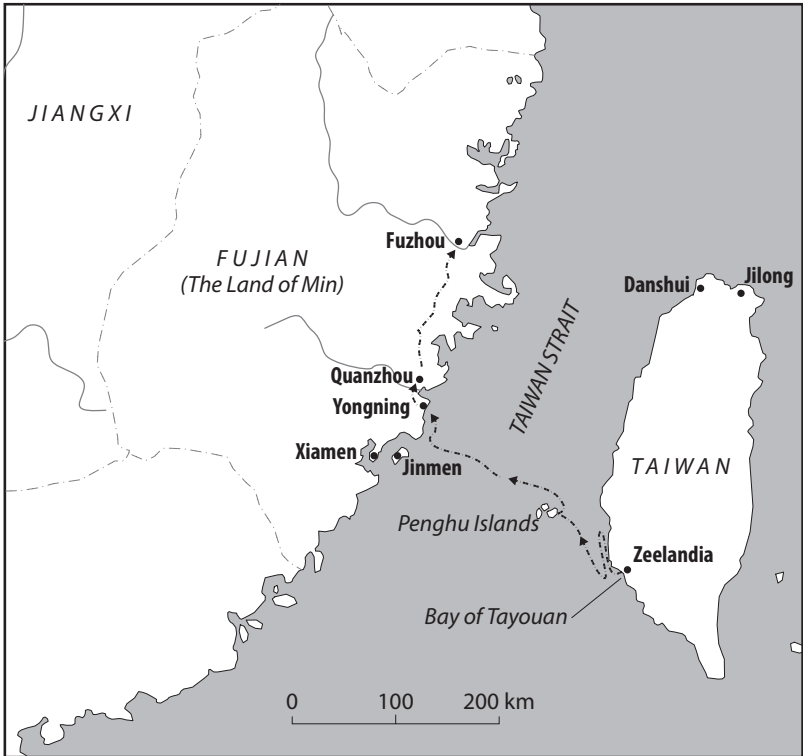 JIANGXI
Fuzhou
FUJIAN
(The Land of Min)
Danshui
Jilong
TAIWAN STRAIT
Quanzhou
Yongning
Xiamen
Jinmen
TAIWAN
Penghu Islands
Zeelandia
Bay of Tayouan
0 100 200 km